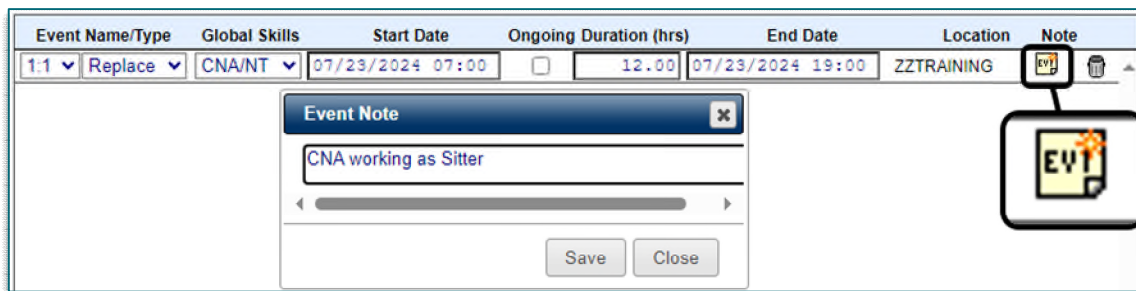 Event Name/Type Global Skills Start Date Ongoing Duration (hrs) End Date Location Note
1:1 Replace CNA/NT 07/23/2024 07:00 12.00 07/23/2024 19:00 ZZTRAINING EVT
Event Note
CNA working as Sitter
EVT
Save Close